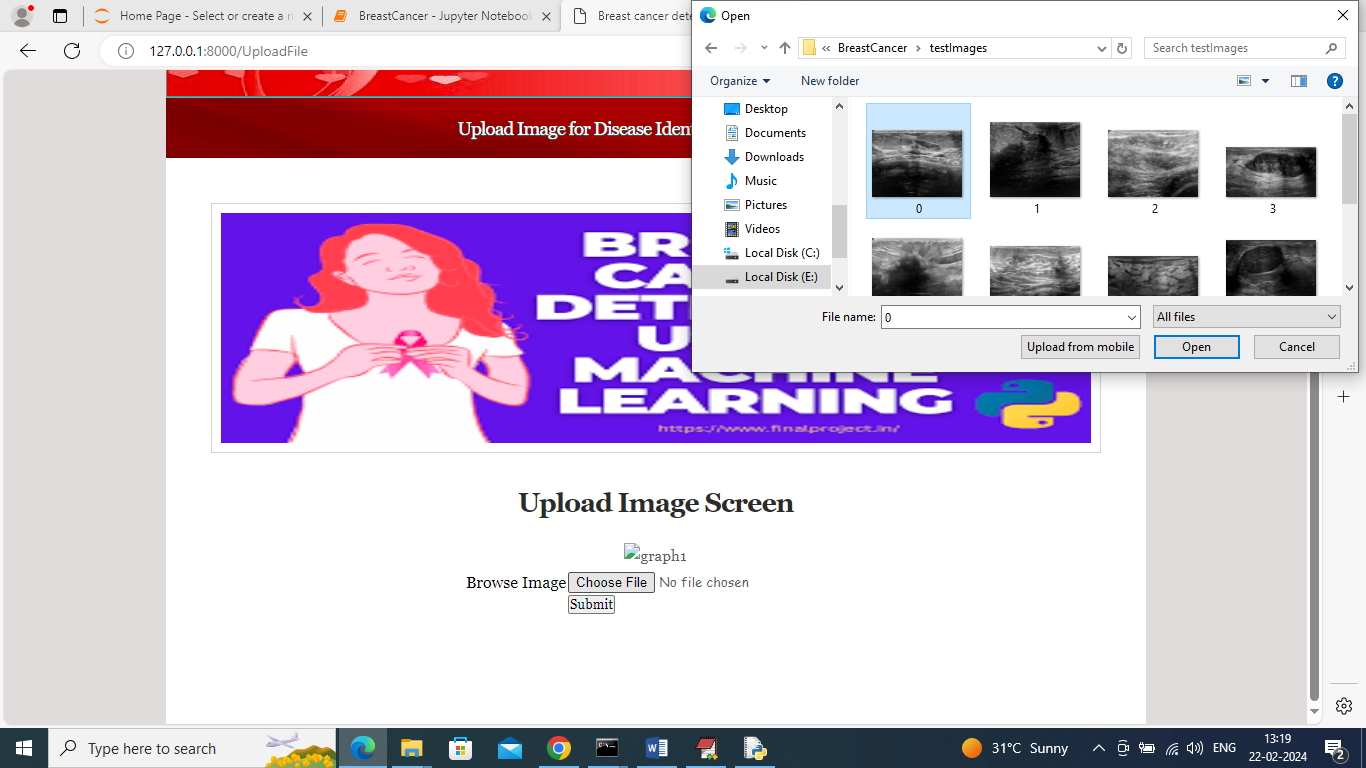 Home Page - Select or create a n
BreastCancer - Jupyter Notebook
Breast cancer dete
127.0.0.1:8000/UploadFile
Upload Image for Disease Iden
BR
CA
DET
U
MACHINE
LEARNING
https://www.finalproject.in/
Upload Image Screen
graph1
Browse Image Choose File No file chosen
Submit
Open
BreastCancer > testImages
Search testImages
Organize New folder
Desktop
Documents
Downloads
Music
Pictures
Videos
Local Disk (C:)
Local Disk (E:)
0 1 2 3
File name: 0 All files
Upload from mobile Open Cancel
Type here to search
31°C Sunny
ENG
13:19
22-02-2024
2